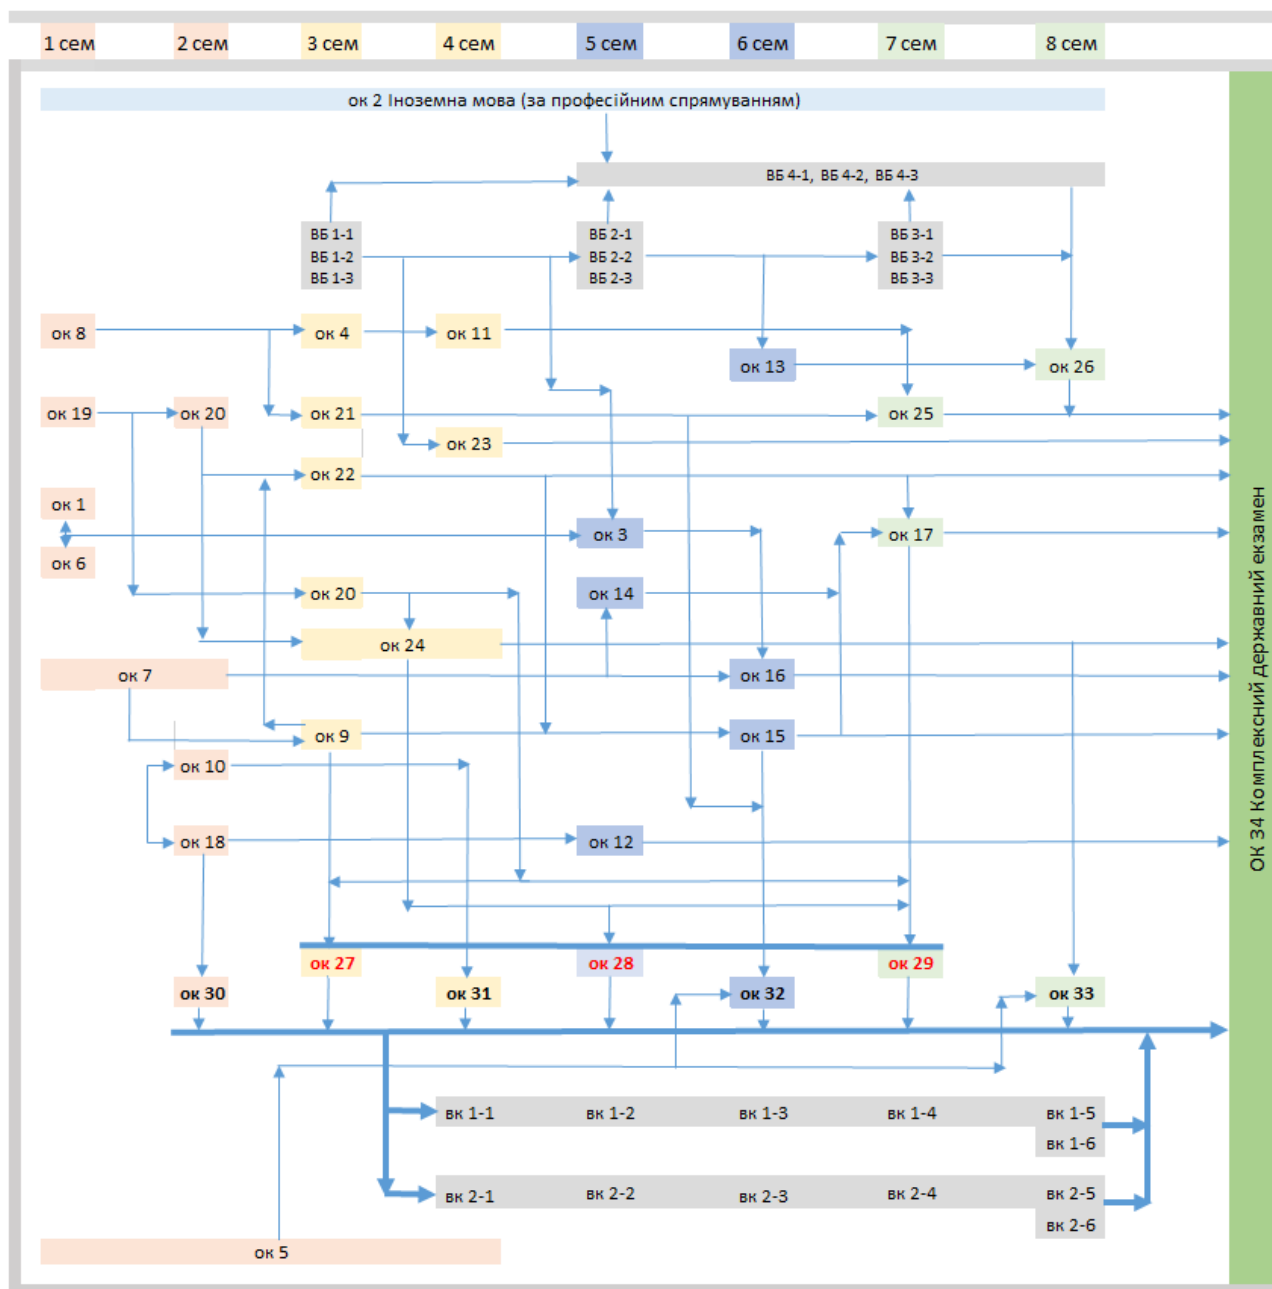 1 сем
2 сем
3 сем
4 сем
5 сем
6 сем
7 сем
8 сем
ок 2 Іноземна мова (за професійним спрямуванням)
ВБ 4-1, ВБ 4-2, ВБ 4-3
ВБ 1-1
ВБ 1-2
ВБ 1-3
ВБ 2-1
ВБ 2-2
ВБ 2-3
ВБ 3-1
ВБ 3-2
ВБ 3-3
ок 8
ок 4
ок 11
ок 13
ок 26
ок 19
ок 20
ок 21
ок 25
ок 23
ок 22
ок 1
ок 3
ок 17
ок 6
ок 20
ок 14
ок 24
ок 7
ок 16
ок 9
ок 15
ок 10
ок 18
ок 12
ок 27
ок 28
ок 29
ок 30
ок 31
ок 32
ок 33
вк 1-1
вк 1-2
вк 1-3
вк 1-4
вк 1-5
вк 1-6
вк 2-1
вк 2-2
вк 2-3
вк 2-4
вк 2-5
вк 2-6
ок 5
ОК 34 Комплексний державний екзамен